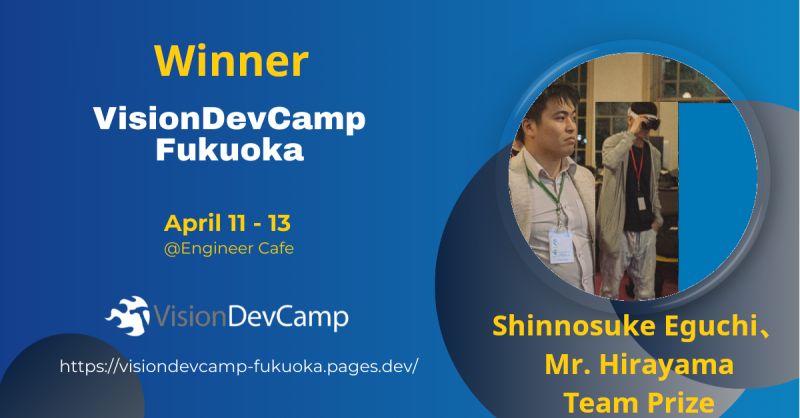 Winner
VisionDevCamp
Fukuoka
April 11 - 13
@Engineer Cafe
VisionDevCamp
https://visiondevcamp-fukuoka.pages.dev/
Shinnosuke Eguchi、
Mr. Hirayama
Team Prize